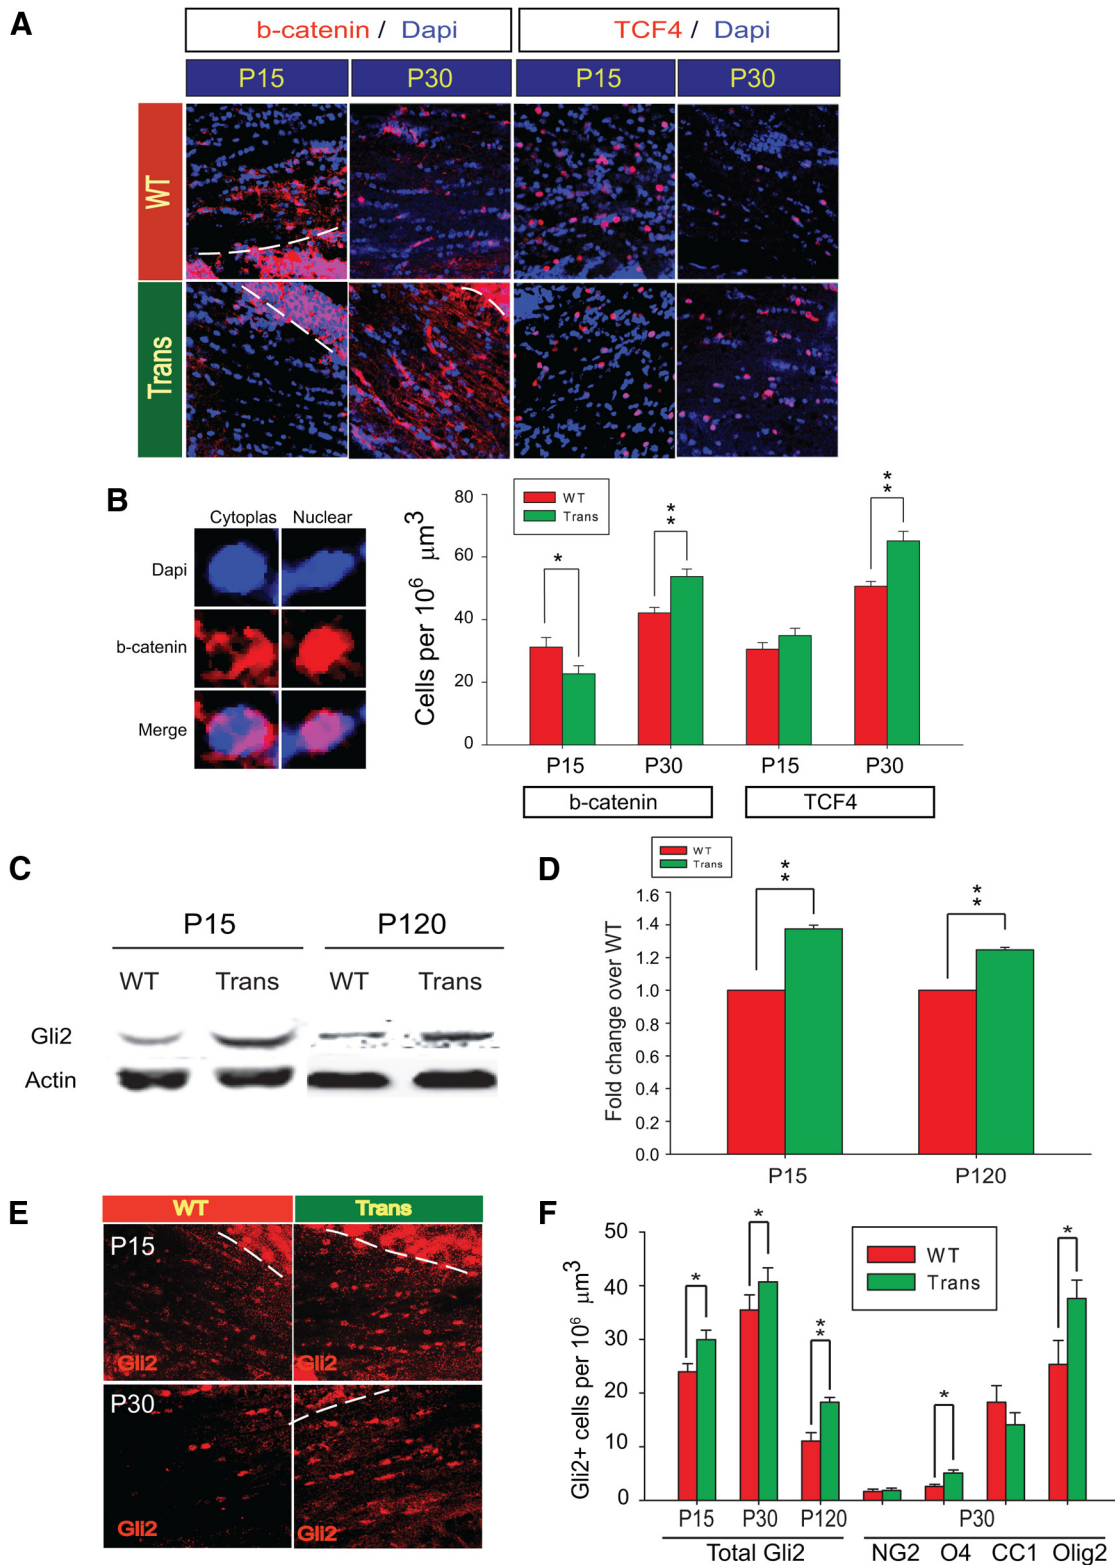 A
b-catenin / Dapi
TCF4 / Dapi
P15
P30
P15
P30
WT
Trans
B
Cytoplas
Nuclear
Dapi
b-catenin
Merge
Cells per 10⁶ μm³
80
60
40
20
0
WT
Trans
*
**
**
P15
P30
P15
P30
b-catenin
TCF4
C
P15
P120
WT
Trans
WT
Trans
Gli2
Actin
D
WT
Trans
Fold change over WT
1.6
1.4
1.2
1.0
0.8
0.6
0.4
0.2
0.0
**
**
P15
P120
E
WT
Trans
P15
Gli2
Gli2
P30
Gli2
Gli2
F
Gli2+ cells per 10⁶ μm³
50
40
30
20
10
0
WT
Trans
*
*
**
*
*
P15
P30
P120
P30
Total Gli2
NG2
O4
CC1
Olig2